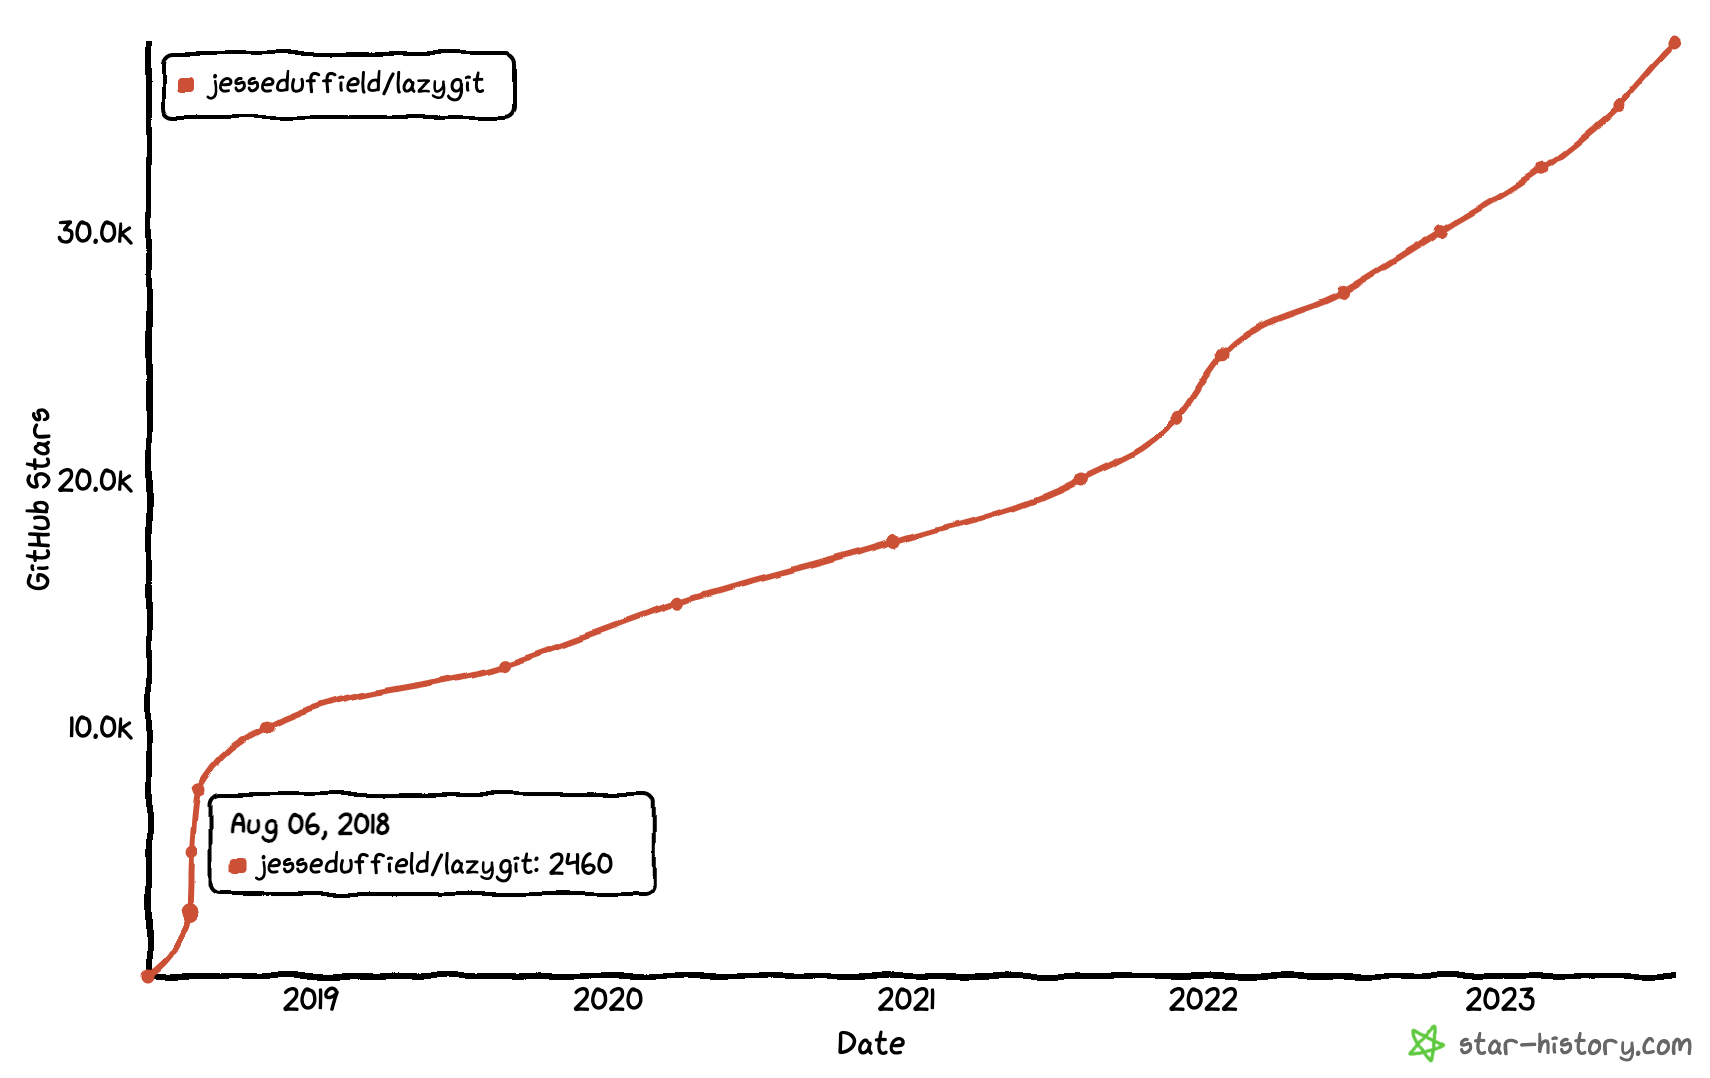 jesseduffield/lazygit
30.0K
20.0K
10.0K
GitHub Stars
Aug 06, 2018
jesseduffield/lazygit: 2460
2019
2020
2021
2022
2023
Date
star-history.com